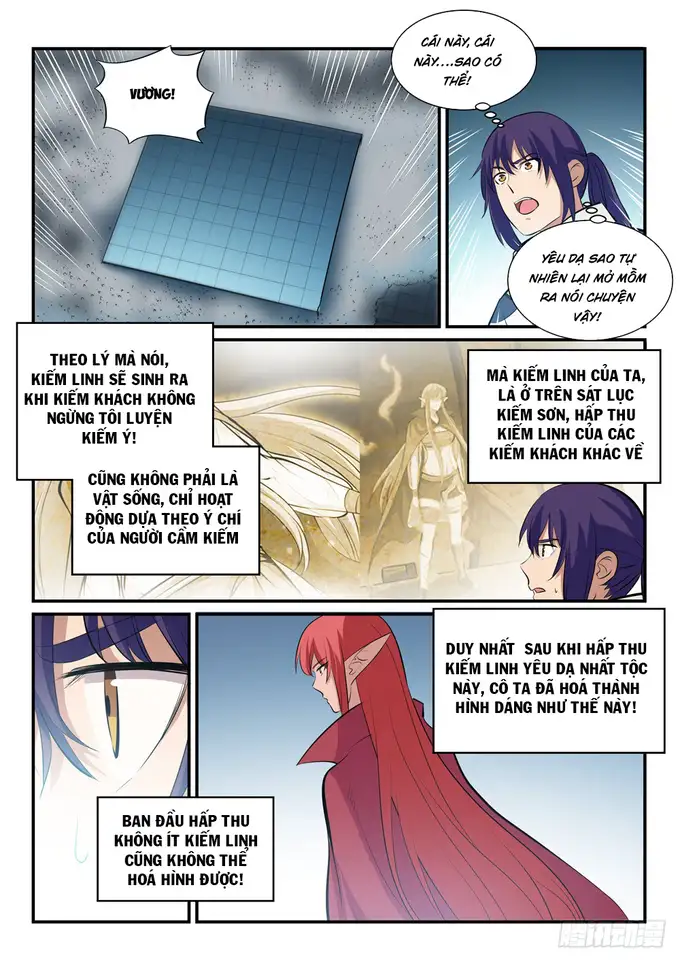 VƯƠNG!
CÁI NÀY, CÁI
NÀY....SAO CÓ
THỂ!
YÊU DẠ SAO TỰ
NHIÊN LẠI MỞ MỒM
RA NÓI CHUYỆN
VẬY!
THEO LÝ MÀ NÓI,
KIẾM LINH SẼ SINH RA
KHI KIẾM KHÁCH KHÔNG
NGỪNG TÔI LUYỆN
KIẾM Ý!
CŨNG KHÔNG PHẢI LÀ
VẬT SỐNG, CHỈ HOẠT
ĐỘNG DỰA THEO Ý CHÍ
CỦA NGƯỜI CẦM KIẾM
MÀ KIẾM LINH CỦA TA,
LÀ Ở TRÊN SÁT LỤC
KIẾM SƠN, HẤP THU
KIẾM LINH CỦA CÁC
KIẾM KHÁCH KHÁC VỀ
DUY NHẤT SAU KHI HẤP THU
KIẾM LINH YÊU DẠ NHẤT TỘC
NÀY, CÔ TA ĐÃ HOÁ THÀNH
HÌNH DÁNG NHƯ THẾ NÀY!
BAN ĐẦU HẤP THU
KHÔNG ÍT KIẾM LINH
CŨNG KHÔNG THỂ
HOÁ HÌNH ĐƯỢC!